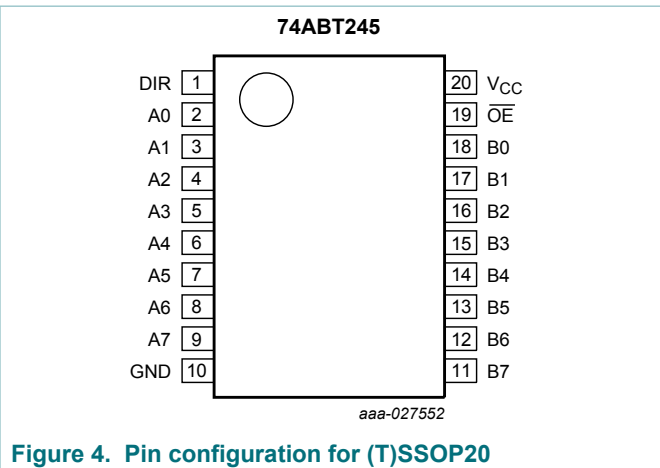 74ABT245
DIR 1 20 VCC
A0 2 19 OE
A1 3 18 B0
A2 4 17 B1
A3 5 16 B2
A4 6 15 B3
A5 7 14 B4
A6 8 13 B5
A7 9 12 B6
GND 10 11 B7
aaa-027552
Figure 4. Pin configuration for (T)SSOP20